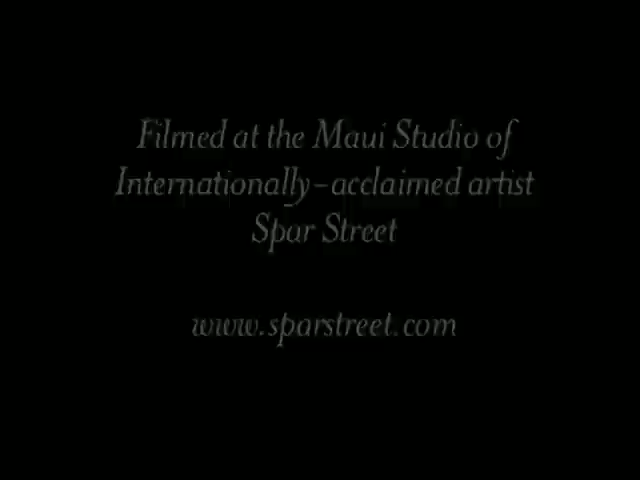 Filmed at the Maui Studio of
Internationally-acclaimed artist
Spar Street
www.sparstreet.com